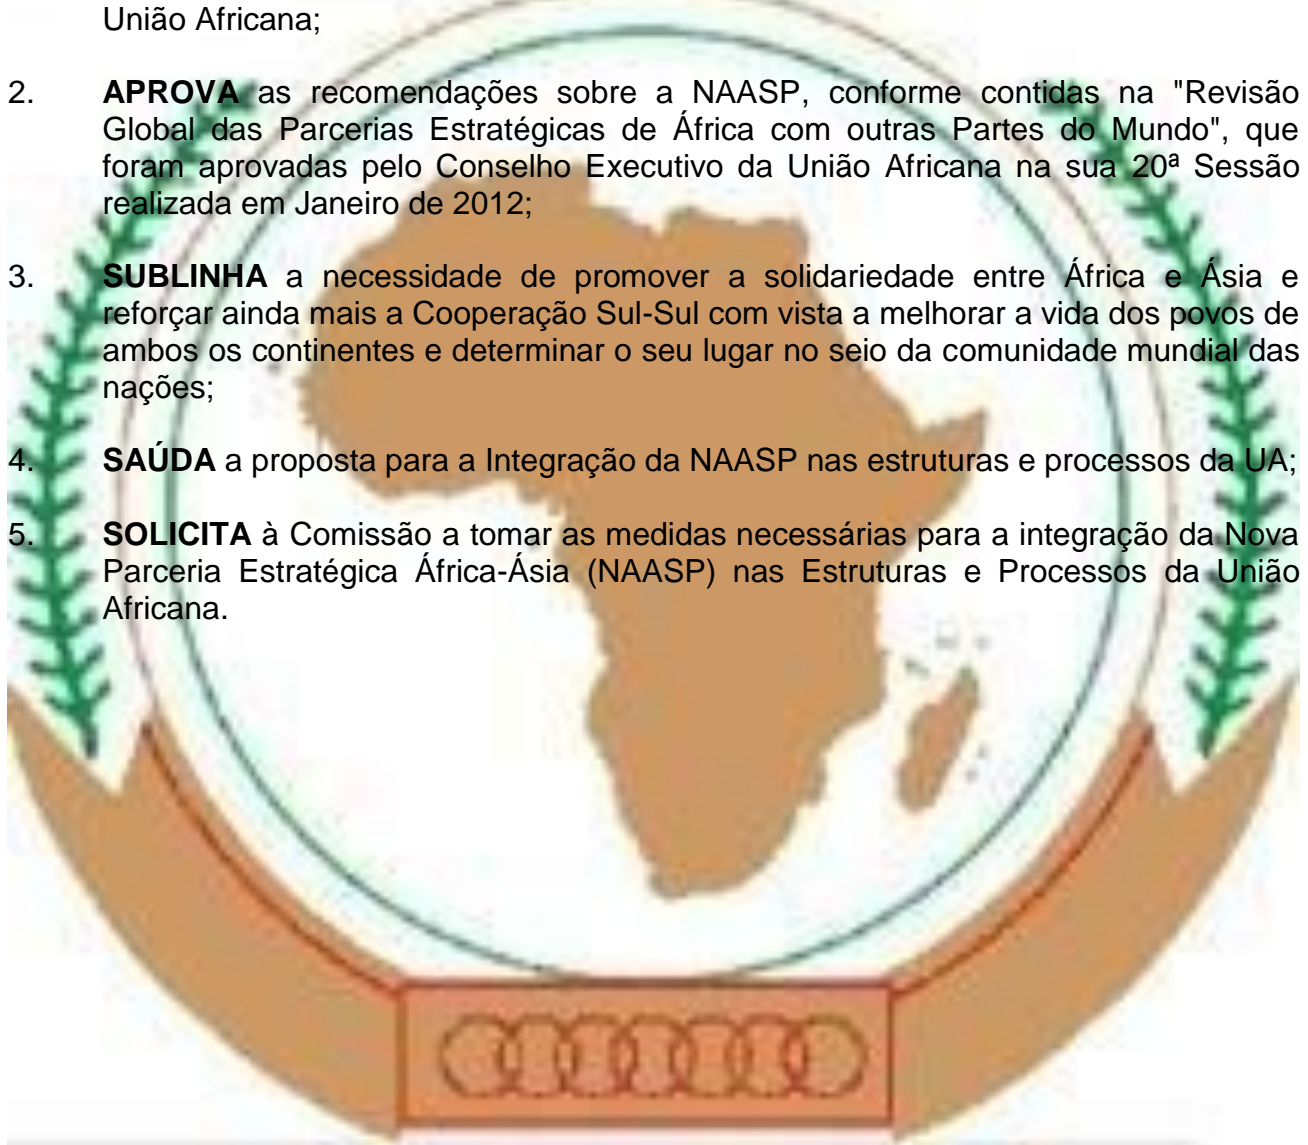 União Africana;
2. APROVA as recomendações sobre a NAASP, conforme contidas na "Revisão
Global das Parcerias Estratégicas de África com outras Partes do Mundo", que
foram aprovadas pelo Conselho Executivo da União Africana na sua 20ª Sessão
realizada em Janeiro de 2012;
3. SUBLINHA a necessidade de promover a solidariedade entre África e Ásia e
reforçar ainda mais a Cooperação Sul-Sul com vista a melhorar a vida dos povos de
ambos os continentes e determinar o seu lugar no seio da comunidade mundial das
nações;
4. SAÚDA a proposta para a Integração da NAASP nas estruturas e processos da UA;
5. SOLICITA à Comissão a tomar as medidas necessárias para a integração da Nova
Parceria Estratégica África-Ásia (NAASP) nas Estruturas e Processos da União
Africana.